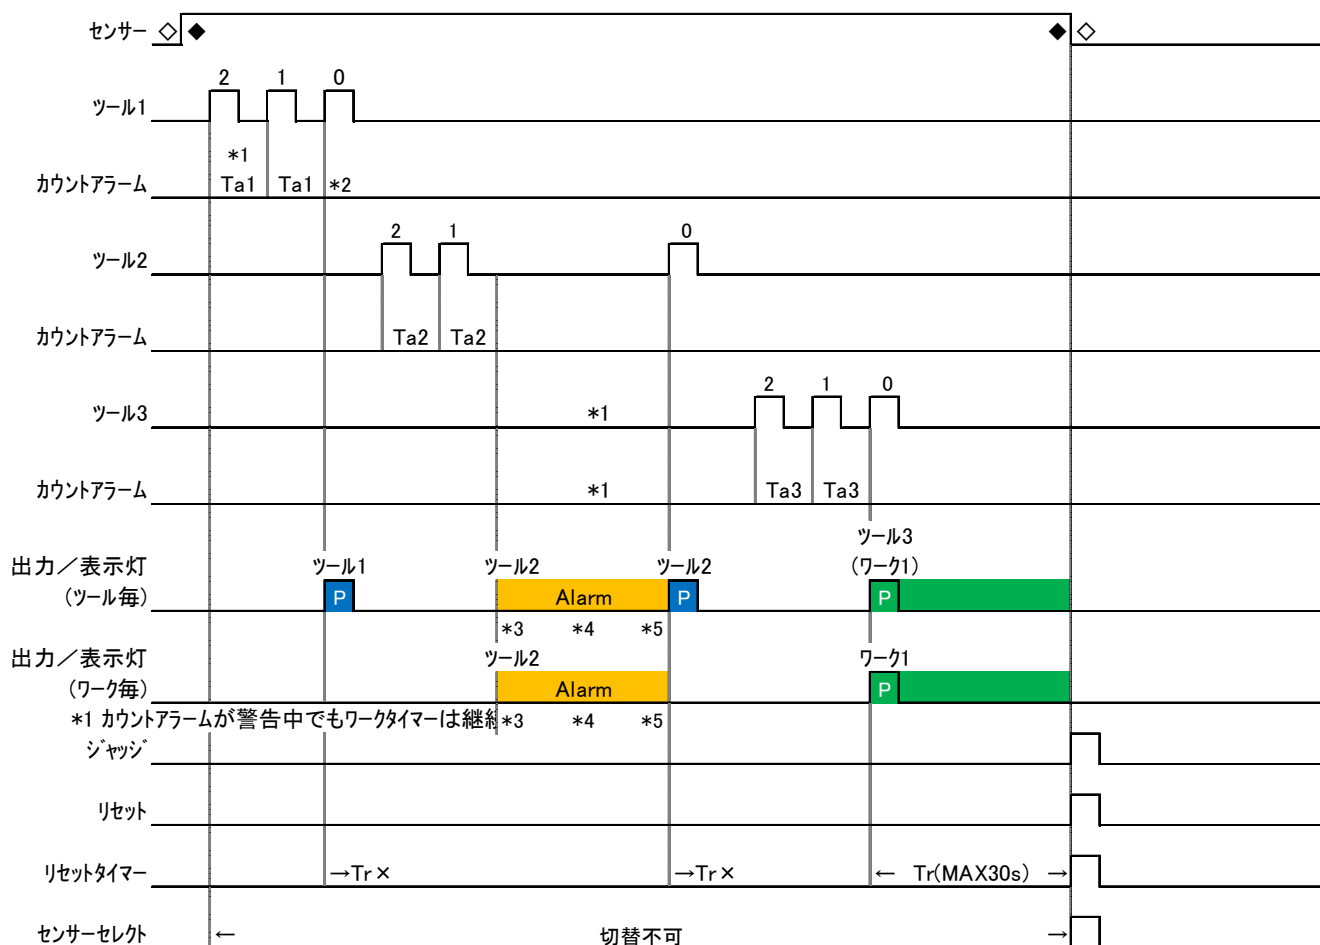 センサー ◇ ◆ ◆ ◇
2 1 0
ツール1
*1
カウントアラーム Ta1 Ta1 *2
2 1 0
ツール2
カウントアラーム Ta2 Ta2
2 1 0
ツール3 *1
カウントアラーム *1 Ta3 Ta3
ツール3
出力/表示灯 ツール1 ツール2 ツール2 (ワーク1)
(ツール毎) P Alarm P P
*3 *4 *5
出力/表示灯 ツール2 ワーク1
(ワーク毎) Alarm P
*1 カウントアラームが警告中でもワークタイマーは継 *3 *4 *5
ジャッジ
リセット
リセットタイマー →Tr× →Tr× ← Tr(MAX30s) →
センサーセレクト ← 切替不可 →